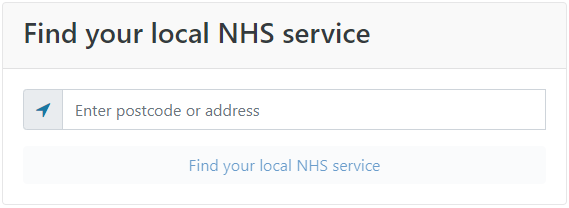 Find your local NHS service
Enter postcode or address
Find your local NHS service